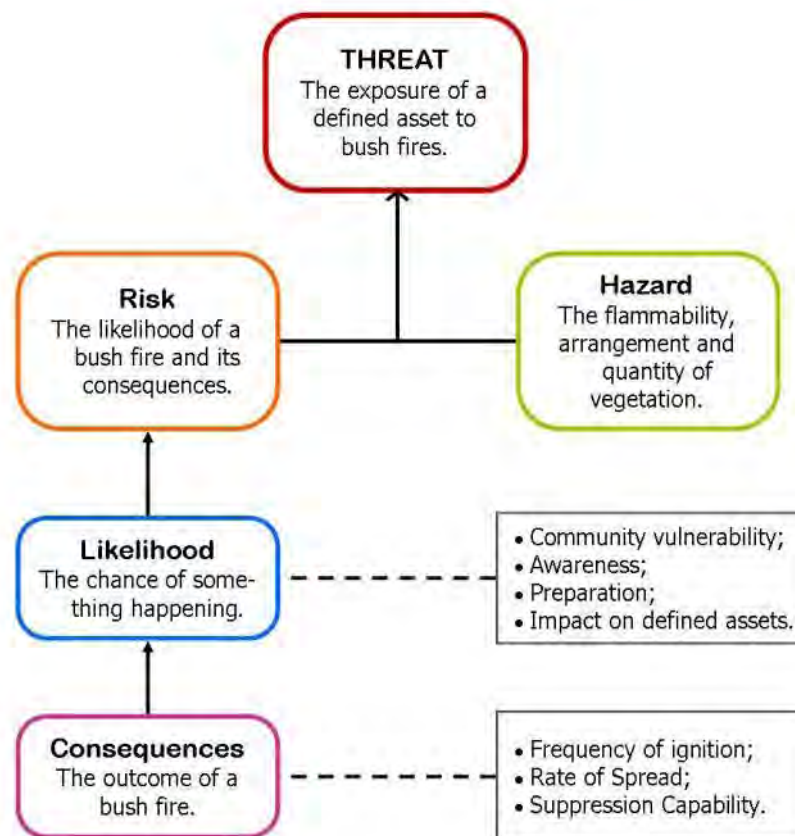 THREAT
The exposure of a
defined asset to
bush fires.
Risk
The likelihood of a
bush fire and its
consequences.
Hazard
The flammability,
arrangement and
quantity of
vegetation.
Likelihood
The chance of some-
thing happening.
• Community vulnerability;
• Awareness;
• Preparation;
• Impact on defined assets.
Consequences
The outcome of a
bush fire.
• Frequency of ignition;
• Rate of Spread;
• Suppression Capability.